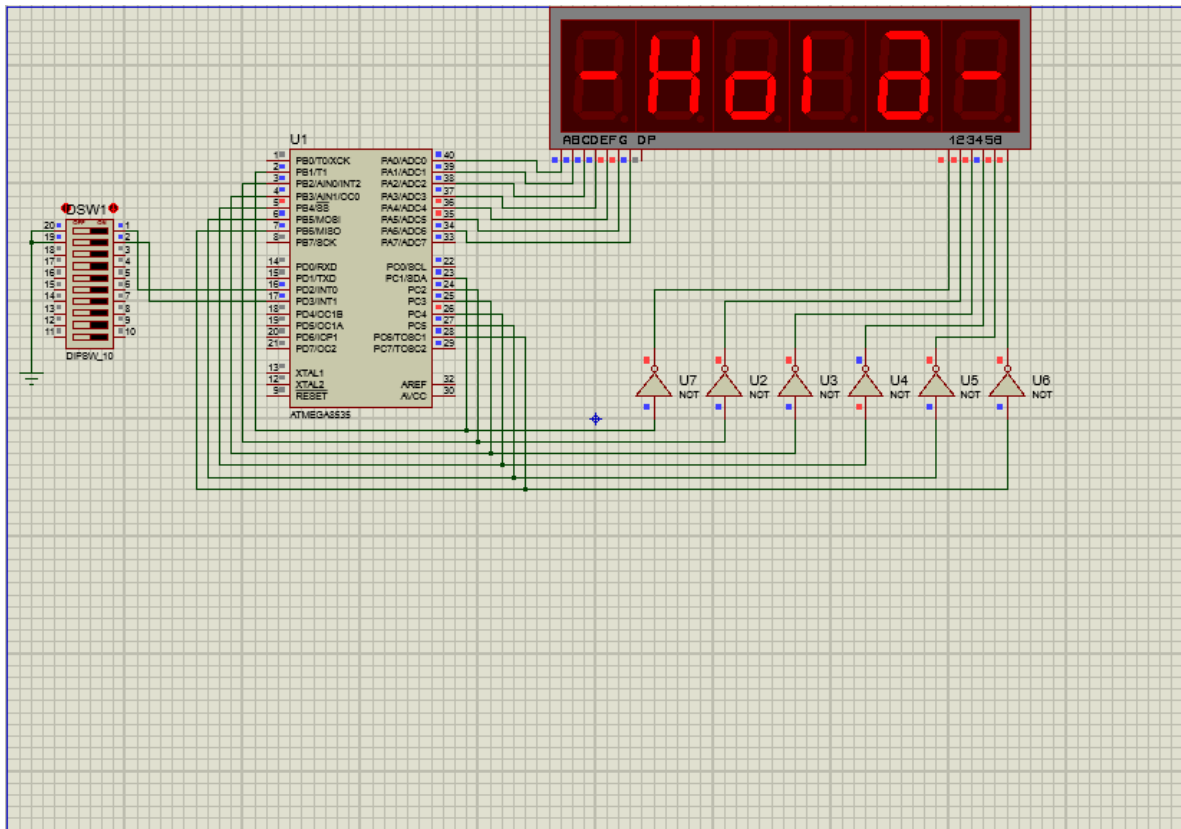 -HolA-
ABCDEFG DP
123456
U1
1 PB0/T0/XCK
2 PB1/T1
3 PB2/AIN0/INT2
4 PB3/AIN1/OC0
5 PB4/SS
6 PB5/MOSI
7 PB6/MISO
8 PB7/SCK
14 PD0/RXD
15 PD1/TXD
16 PD2/INT0
17 PD3/INT1
18 PD4/OC1B
19 PD5/OC1A
20 PD6/ICP1
21 PD7/OC2
13 XTAL1
12 XTAL2
9 RESET
PA0/ADC0 40
PA1/ADC1 39
PA2/ADC2 38
PA3/ADC3 37
PA4/ADC4 36
PA5/ADC5 35
PA6/ADC6 34
PA7/ADC7 33
PC0/SCL 22
PC1/SDA 23
PC2 24
PC3 25
PC4 26
PC5 27
PC6/TOSC1 28
PC7/TOSC2 29
AREF 32
AVCC 30
ATMEGA8535
DSW1
OFF ON
20 1
19 2
18 3
17 4
16 5
15 6
14 7
13 8
12 9
11 10
DIPSW_10
U7
NOT
U2
NOT
U3
NOT
U4
NOT
U5
NOT
U6
NOT